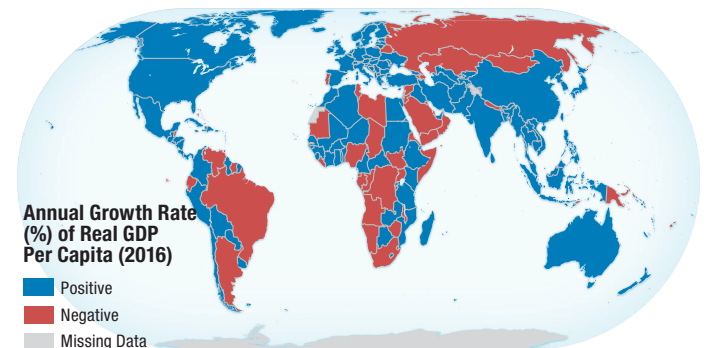 Annual Growth Rate
(%) of Real GDP
Per Capita (2016)
Positive
Negative
Missing Data